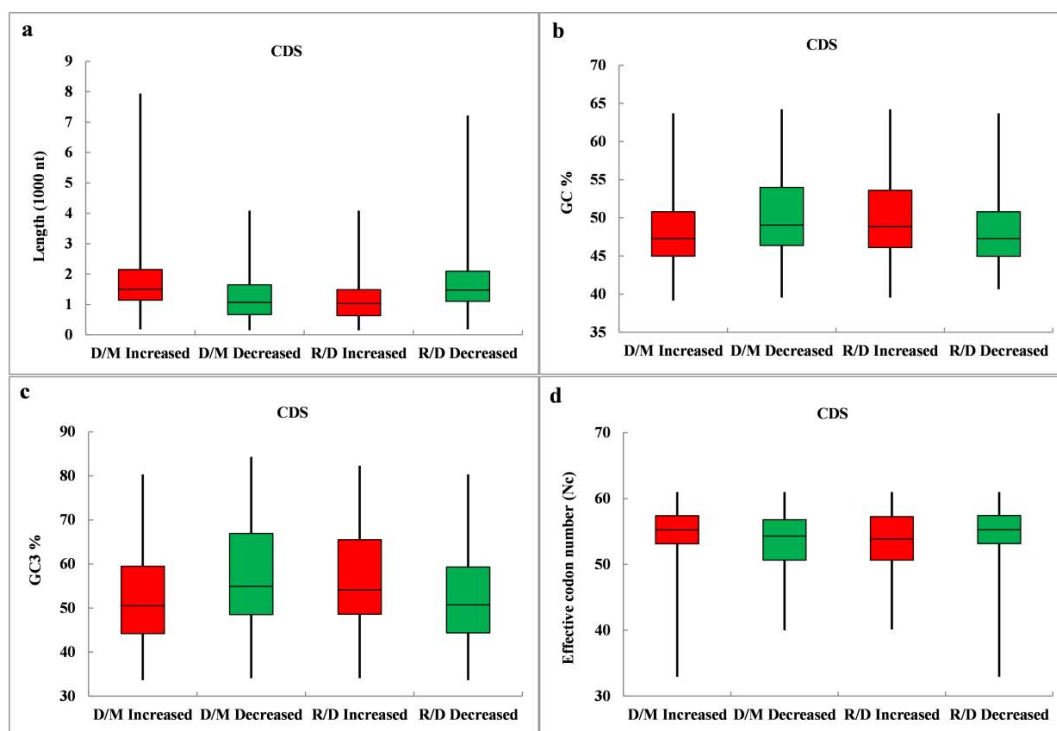 a
CDS
Length (1000 nt)
9
8
7
6
5
4
3
2
1
0
D/M Increased D/M Decreased R/D Increased R/D Decreased
b
CDS
GC %
70
65
60
55
50
45
40
35
D/M Increased D/M Decreased R/D Increased R/D Decreased
c
CDS
GC3 %
90
80
70
60
50
40
30
D/M Increased D/M Decreased R/D Increased R/D Decreased
d
CDS
Effective codon number (Nc)
70
60
50
40
30
D/M Increased D/M Decreased R/D Increased R/D Decreased